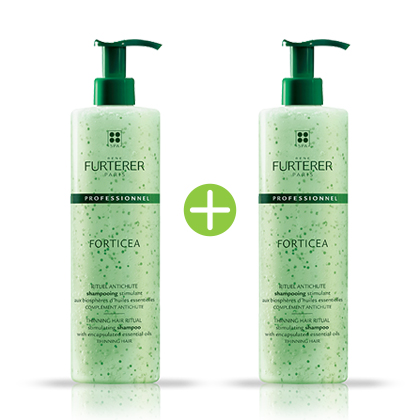 SPA
RENE
FURTERER
PARIS
PROFESSIONNEL
FORTICEA
RITUEL ANTICHUTE
shampooing stimulant
aux biosphères d'huiles essentielles
COMPLÉMENT ANTICHUTE
THINNING HAIR RITUAL
stimulating shampoo
with encapsulated essential oils
THINNING HAIR
+
SPA
RENE
FURTERER
PARIS
PROFESSIONNEL
FORTICEA
RITUEL ANTICHUTE
shampooing stimulant
aux biosphères d'huiles essentielles
COMPLÉMENT ANTICHUTE
THINNING HAIR RITUAL
stimulating shampoo
with encapsulated essential oils
THINNING HAIR